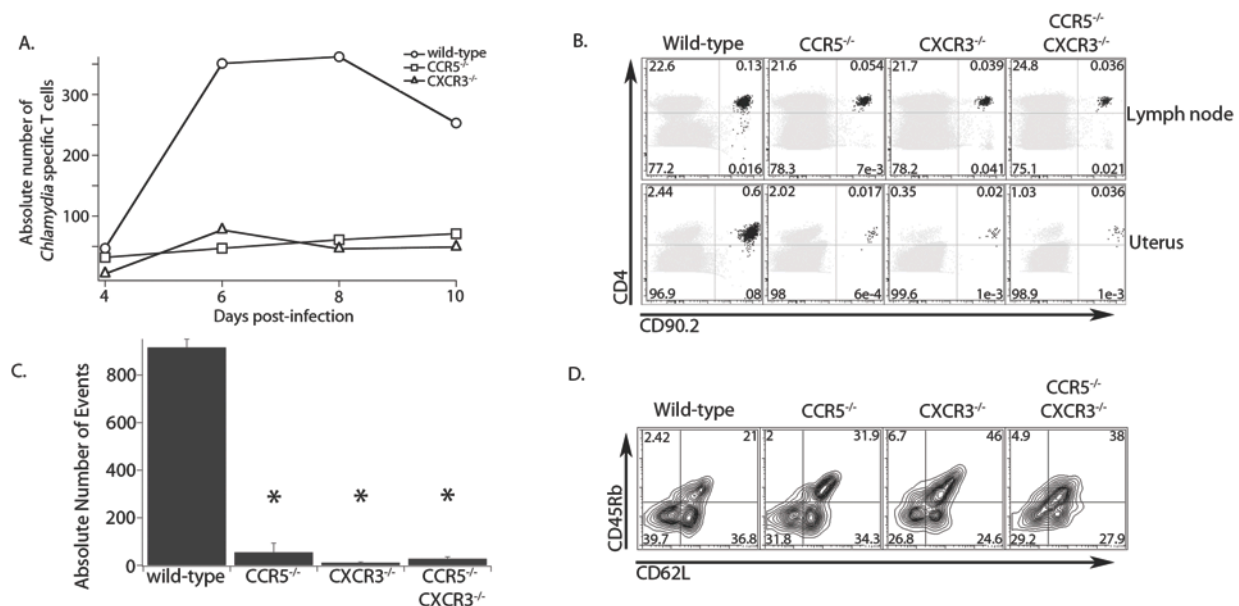 A.
wild-type
CCR5-/-
CXCR3-/-
Absolute number of
Chlamydia specific T cells
300
200
100
4
6
8
10
Days post-infection
B.
Wild-type
CCR5-/-
CXCR3-/-
CCR5-/-
CXCR3-/-
22.6 0.13
21.6 0.054
21.7 0.039
24.8 0.036
Lymph node
77.2 0.016
78.3 7e-3
78.2 0.041
75.1 0.021
2.44 0.6
2.02 0.017
0.35 0.02
1.03 0.036
Uterus
96.9 .08
98 6e-4
99.6 1e-3
98.9 1e-3
CD4
CD90.2
C.
Absolute Number of Events
800
600
400
200
0
* * *
wild-type
CCR5-/-
CXCR3-/-
CCR5-/-
CXCR3-/-
D.
Wild-type
CCR5-/-
CXCR3-/-
CCR5-/-
CXCR3-/-
2.42 21
2 31.9
6.7 46
4.9 38
39.7 36.8
31.8 34.3
26.8 24.6
29.2 27.9
CD45Rb
CD62L